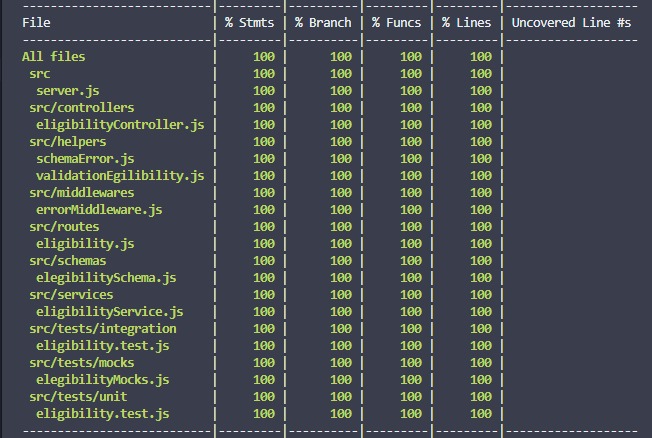 -----------------------------|---------|----------|---------|---------|-------------------
File                         | % Stmts | % Branch | % Funcs | % Lines | Uncovered Line #s
-----------------------------|---------|----------|---------|---------|-------------------
All files                    |     100 |      100 |     100 |     100 |
 src                         |     100 |      100 |     100 |     100 |
  server.js                  |     100 |      100 |     100 |     100 |
 src/controllers             |     100 |      100 |     100 |     100 |
  eligibilityController.js   |     100 |      100 |     100 |     100 |
 src/helpers                 |     100 |      100 |     100 |     100 |
  schemaError.js             |     100 |      100 |     100 |     100 |
  validationEgilibility.js   |     100 |      100 |     100 |     100 |
 src/middlewares             |     100 |      100 |     100 |     100 |
  errorMiddleware.js         |     100 |      100 |     100 |     100 |
 src/routes                  |     100 |      100 |     100 |     100 |
  eligibility.js             |     100 |      100 |     100 |     100 |
 src/schemas                 |     100 |      100 |     100 |     100 |
  elegibilitySchema.js       |     100 |      100 |     100 |     100 |
 src/services                |     100 |      100 |     100 |     100 |
  eligibilityService.js      |     100 |      100 |     100 |     100 |
 src/tests/integration       |     100 |      100 |     100 |     100 |
  eligibility.test.js        |     100 |      100 |     100 |     100 |
 src/tests/mocks             |     100 |      100 |     100 |     100 |
  elegibilityMocks.js        |     100 |      100 |     100 |     100 |
 src/tests/unit              |     100 |      100 |     100 |     100 |
  eligibility.test.js        |     100 |      100 |     100 |     100 |
-----------------------------|---------|----------|---------|---------|-------------------